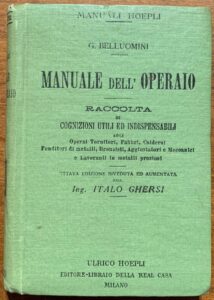 MANUALI HOEPLI
G. BELLUOMINI
MANUALE DELL' OPERAIO
RACCOLTA
DI
COGNIZIONI UTILI ED INDISPENSABILI
AGLI
Operai Tornitori, Fabbri, Calderai
Fonditori di metalli, Bronzisti, Aggiustatori e Meccanici
e Lavoranti in metalli preziosi
OTTAVA EDIZIONE RIVEDUTA ED AUMENTATA
Ing. ITALO GHERSI
ULRICO HOEPLI
EDITORE-LIBRAIO DELLA REAL CASA
MILANO